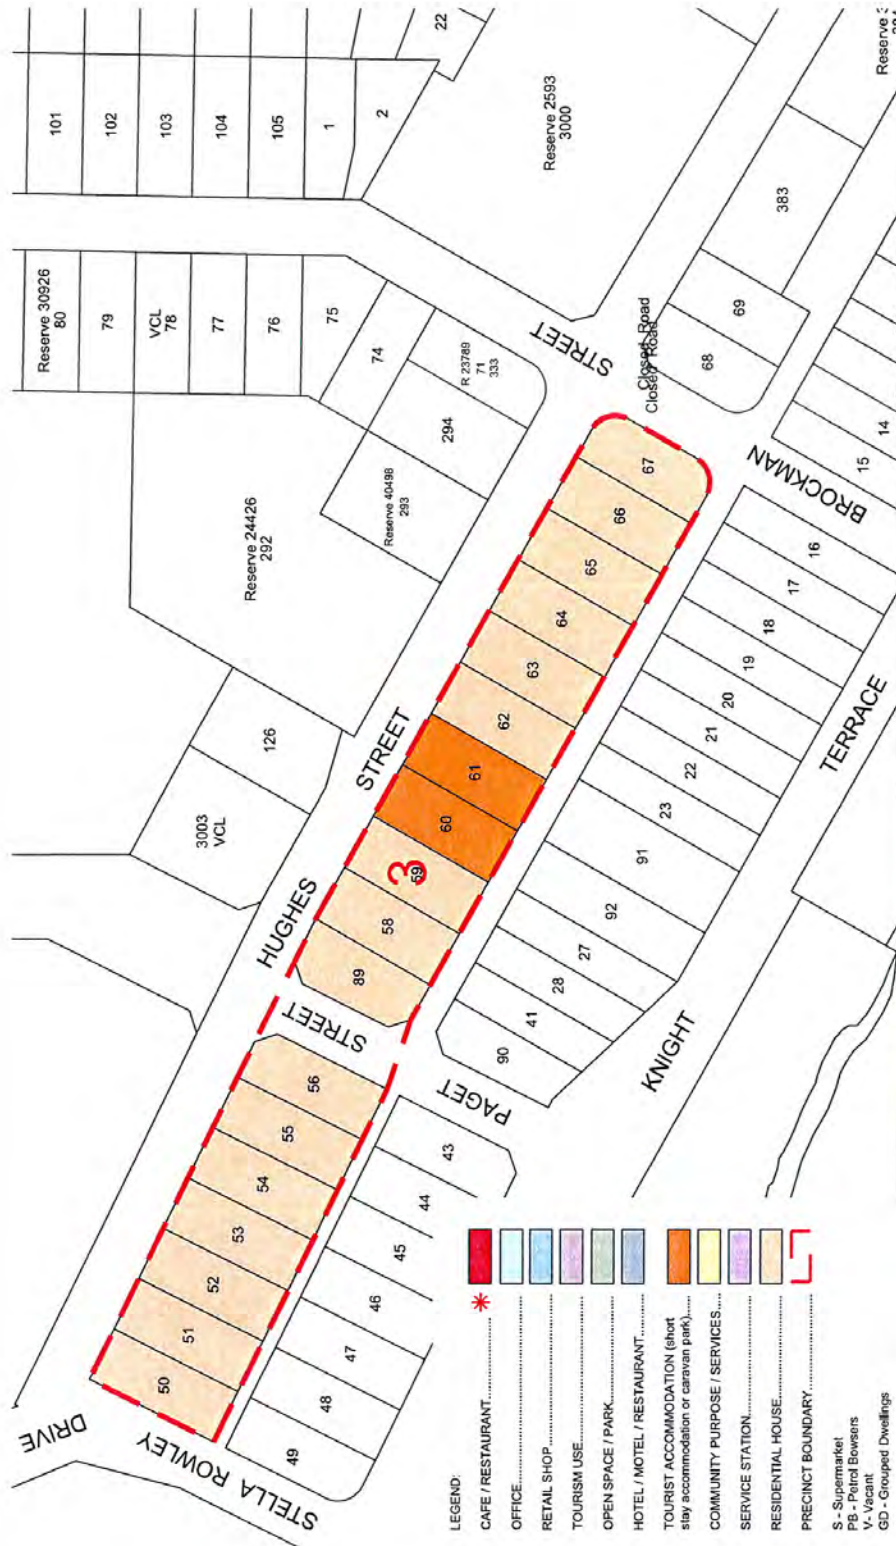 22
101
102
103
104
105
1
2
Reserve 2593
3000
Reserve 30926
80
79
VCL
78
77
76
75
74
R 23789
71
333
294
Reserve 40498
293
Reserve 24426
292
126
3003
VCL
383
69
68
Closed Road
Closed Road
STREET
BROCKMAN
HUGHES
STREET
3
67
66
65
64
63
62
61
60
59
58
89
STREET
PAGET
56
55
54
53
52
51
50
14
15
16
17
18
19
20
21
22
23
91
92
27
28
41
90
KNIGHT
TERRACE
43
44
45
46
47
48
49
STELLA ROWLEY
DRIVE
LEGEND:
CAFE / RESTAURANT
*
OFFICE
RETAIL SHOP
TOURISM USE
OPEN SPACE / PARK
HOTEL / MOTEL / RESTAURANT
TOURIST ACCOMMODATION (short
stay accommodation or caravan park)
COMMUNITY PURPOSE / SERVICES
SERVICE STATION
RESIDENTIAL HOUSE
PRECINCT BOUNDARY
S - Supermarket
PB - Petrol Bowsers
V - Vacant
GD - Grouped Dwellings
Reserve